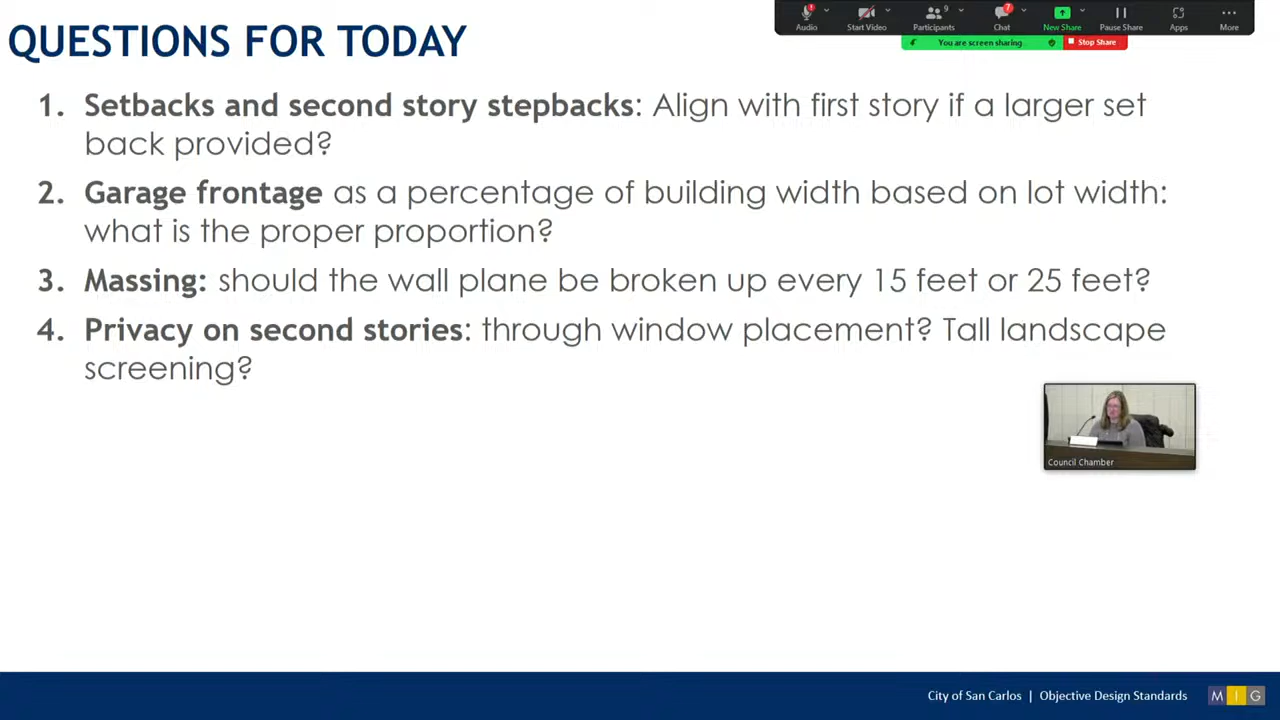 QUESTIONS FOR TODAY
Audio
Start Video
9
Participants
7
Chat
New Share
Pause Share
Apps
More
You are screen sharing
Stop Share
1. Setbacks and second story stepbacks: Align with first story if a larger set
back provided?
2. Garage frontage as a percentage of building width based on lot width:
what is the proper proportion?
3. Massing: should the wall plane be broken up every 15 feet or 25 feet?
4. Privacy on second stories: through window placement? Tall landscape
screening?
Council Chamber
City of San Carlos | Objective Design Standards
MIG